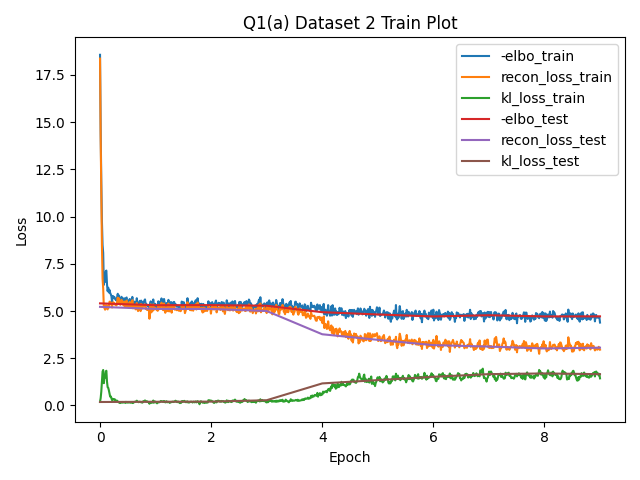 Q1(a) Dataset 2 Train Plot
-elbo_train
recon_loss_train
kl_loss_train
-elbo_test
recon_loss_test
kl_loss_test
17.5
15.0
12.5
10.0
7.5
5.0
2.5
0.0
Loss
0 2 4 6 8
Epoch